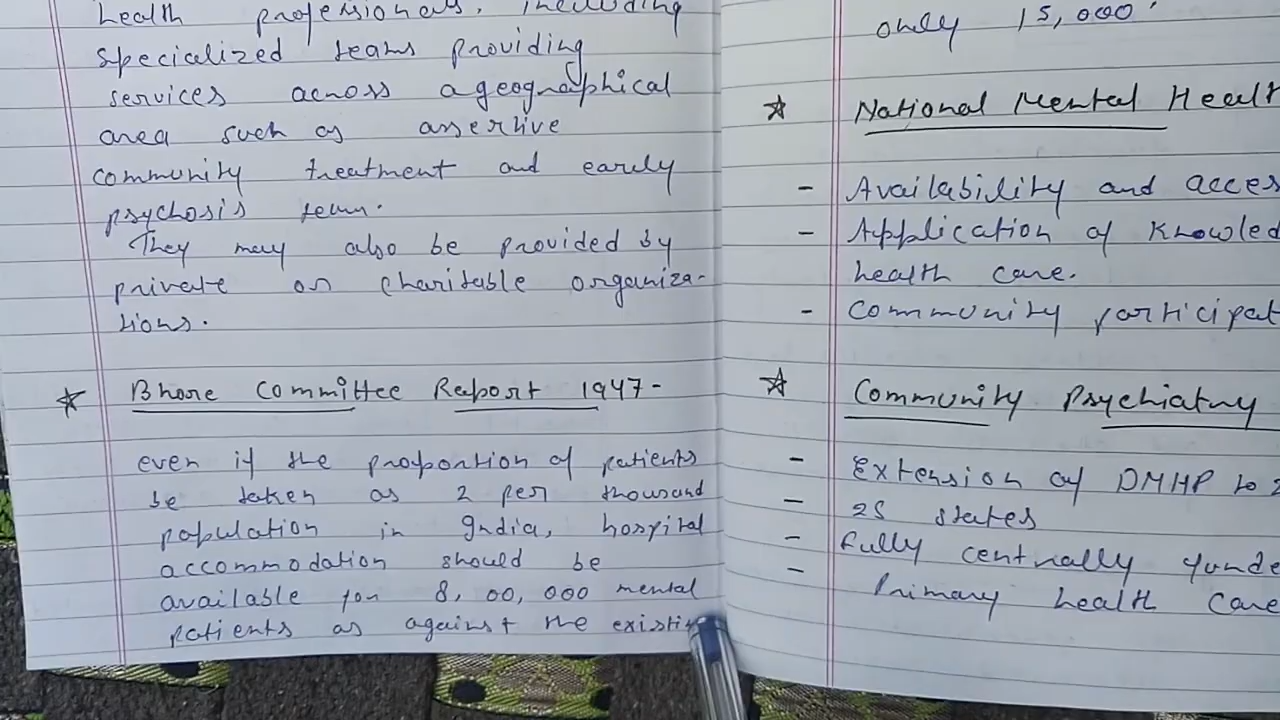 health professionals, including
specialized teams providing
services across a geographical
area such as assertive
community treatment and early
psychosis team.
They may also be provided by
private or charitable organiza-
tions.
☆ Bhore Committee Report 1947-
even if the proportion of patients
be taken as 2 per thousand
population in India, hospital
accommodation should be
available for 8,00,000 mental
patients as against the existi
only 15,000
☆ National Mental Healt
- Availability and acces
- Application of Knowled
health care.
- Community participat
☆ Community Psychiatry
- Extension of DMHP to 2
- 25 states
- Fully centrally funde
- Primary health care